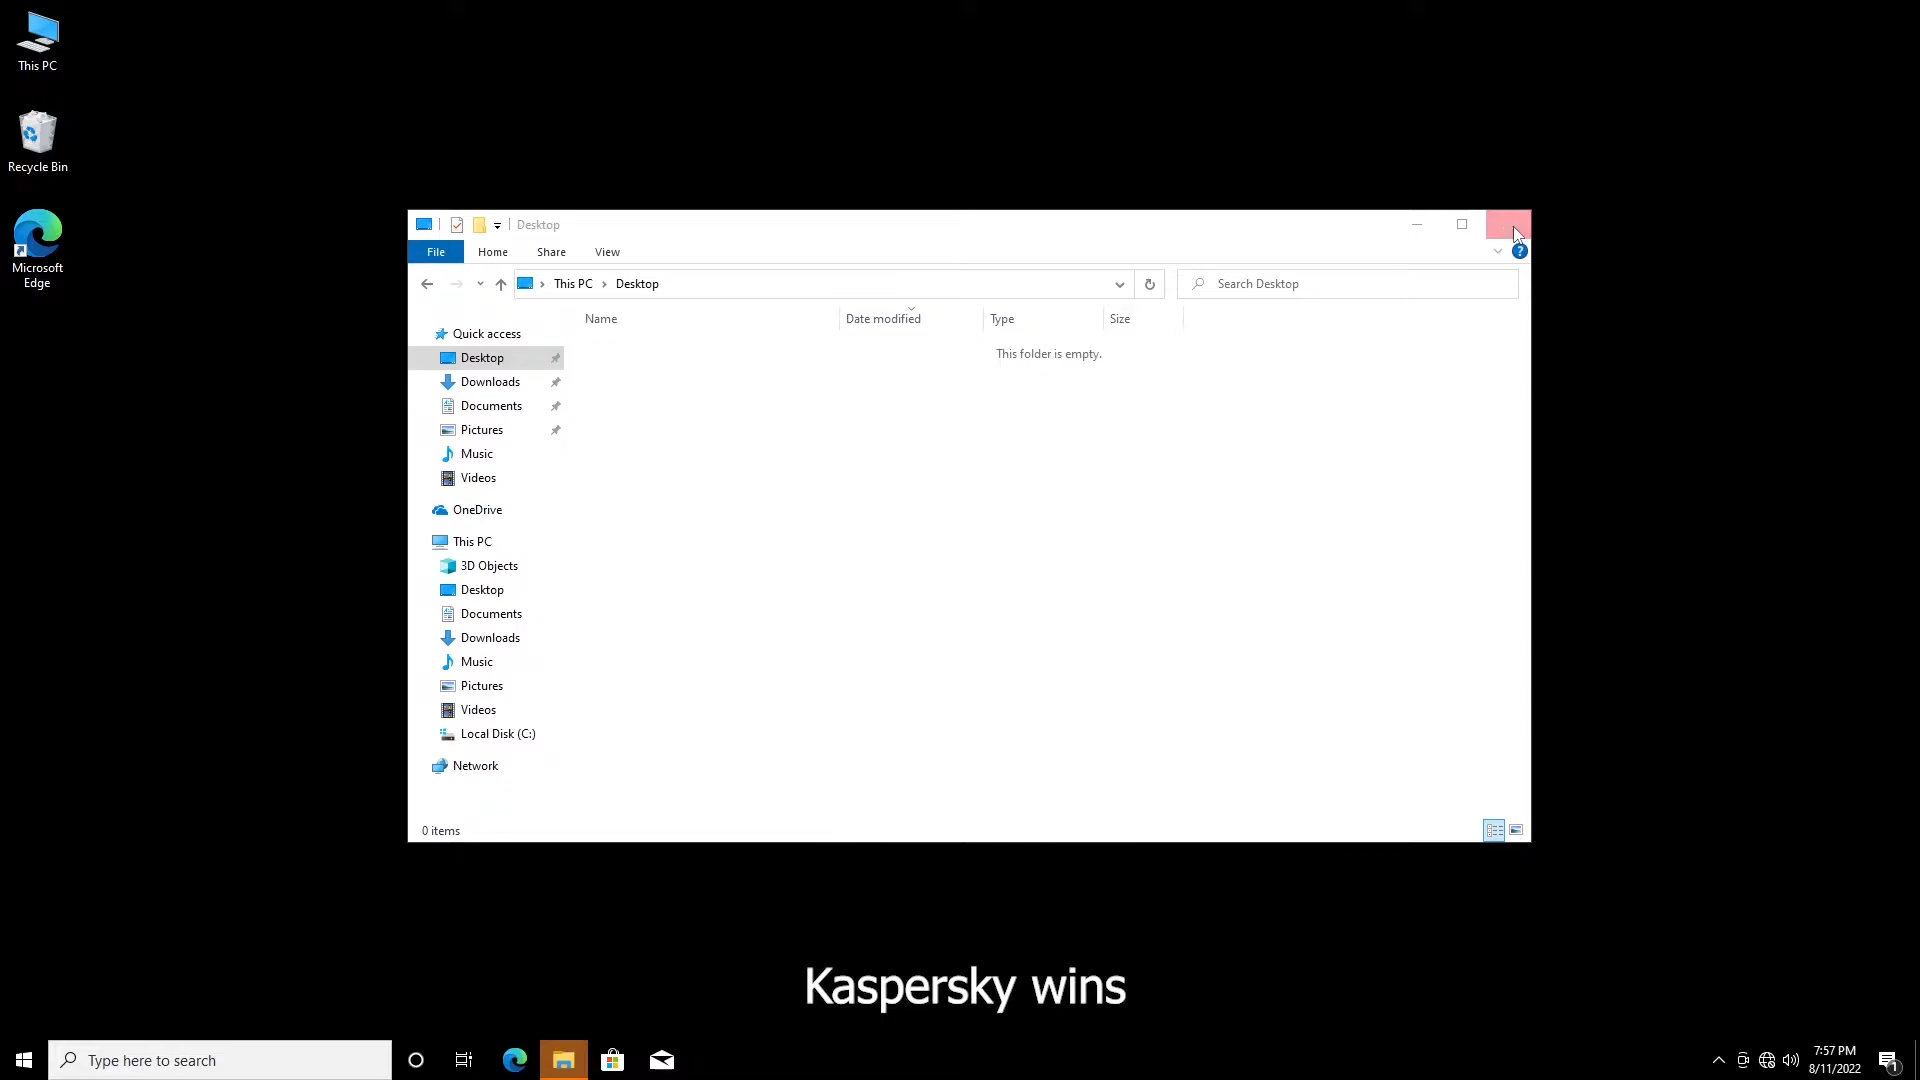 This PC
Recycle Bin
Microsoft
Edge
Desktop
File Home Share View
?
This PC Desktop
Search Desktop
Name Date modified Type Size
This folder is empty.
Quick access
Desktop
Downloads
Documents
Pictures
Music
Videos
OneDrive
This PC
3D Objects
Desktop
Documents
Downloads
Music
Pictures
Videos
Local Disk (C:)
Network
0 items
Kaspersky wins
Type here to search
7:57 PM
8/11/2022
1